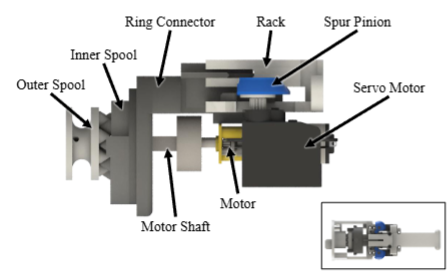 Ring Connector
Rack
Spur Pinion
Inner Spool
Outer Spool
Servo Motor
Motor
Motor Shaft